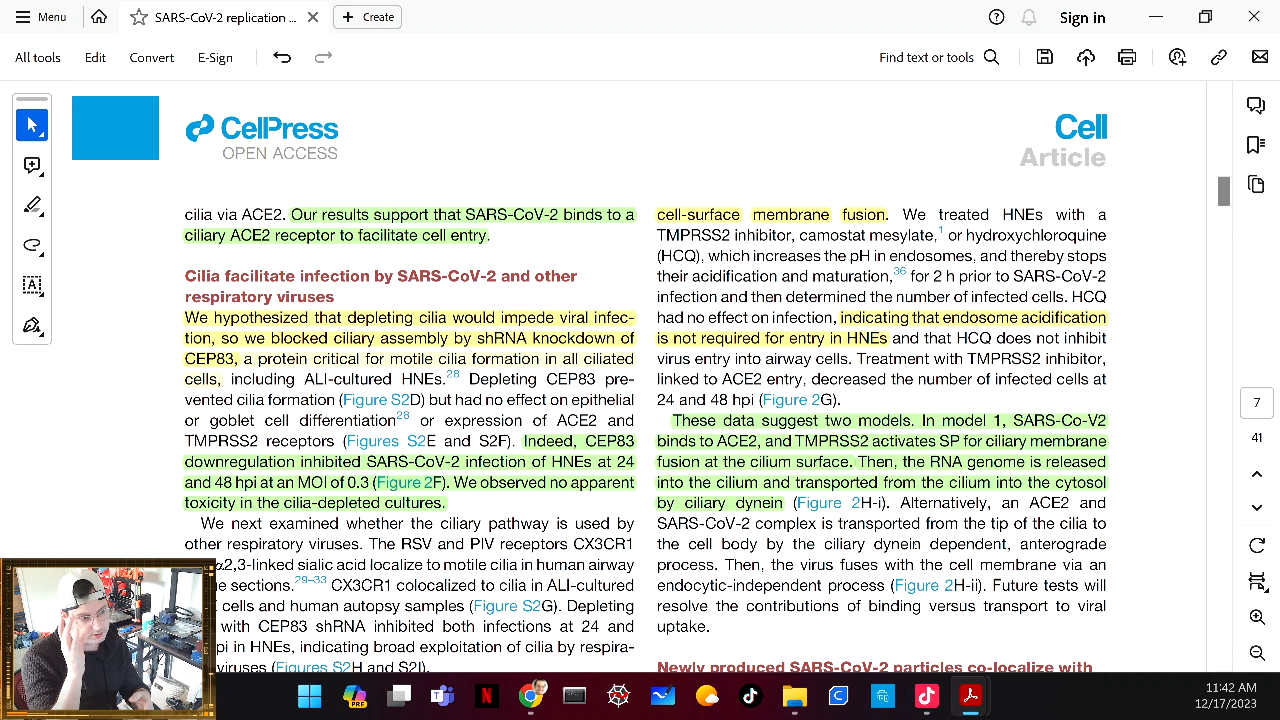 Menu
SARS-CoV-2 replication ...
Create
Sign in
All tools
Edit
Convert
E-Sign
Find text or tools
CellPress
OPEN ACCESS
Cell
Article
cilia via ACE2. Our results support that SARS-CoV-2 binds to a
ciliary ACE2 receptor to facilitate cell entry.
Cilia facilitate infection by SARS-CoV-2 and other
respiratory viruses
We hypothesized that depleting cilia would impede viral infec-
tion, so we blocked ciliary assembly by shRNA knockdown of
CEP83, a protein critical for motile cilia formation in all ciliated
cells, including ALI-cultured HNEs.28 Depleting CEP83 pre-
vented cilia formation (Figure S2D) but had no effect on epithelial
or goblet cell differentiation28 or expression of ACE2 and
TMPRSS2 receptors (Figures S2E and S2F). Indeed, CEP83
downregulation inhibited SARS-CoV-2 infection of HNEs at 24
and 48 hpi at an MOI of 0.3 (Figure 2F). We observed no apparent
toxicity in the cilia-depleted cultures.
We next examined whether the ciliary pathway is used by
other respiratory viruses. The RSV and PIV receptors CX3CR1
α2,3-linked sialic acid localize to motile cilia in human airway
e sections.29–33 CX3CR1 colocalized to cilia in ALI-cultured
cells and human autopsy samples (Figure S2G). Depleting
with CEP83 shRNA inhibited both infections at 24 and
pi in HNEs, indicating broad exploitation of cilia by respira-
viruses (Figures S2H and S2I).
cell-surface membrane fusion. We treated HNEs with a
TMPRSS2 inhibitor, camostat mesylate,1 or hydroxychloroquine
(HCQ), which increases the pH in endosomes, and thereby stops
their acidification and maturation,36 for 2 h prior to SARS-CoV-2
infection and then determined the number of infected cells. HCQ
had no effect on infection, indicating that endosome acidification
is not required for entry in HNEs and that HCQ does not inhibit
virus entry into airway cells. Treatment with TMPRSS2 inhibitor,
linked to ACE2 entry, decreased the number of infected cells at
24 and 48 hpi (Figure 2G).
These data suggest two models. In model 1, SARS-Co-V2
binds to ACE2, and TMPRSS2 activates SP for ciliary membrane
fusion at the cilium surface. Then, the RNA genome is released
into the cilium and transported from the cilium into the cytosol
by ciliary dynein (Figure 2H-i). Alternatively, an ACE2 and
SARS-CoV-2 complex is transported from the tip of the cilia to
the cell body by the ciliary dynein dependent, anterograde
process. Then, the virus fuses with the cell membrane via an
endocytic-independent process (Figure 2H-ii). Future tests will
resolve the contributions of binding versus transport to viral
uptake.
Newly produced SARS-CoV-2 particles co-localize with
7
41
PRE
11:42 AM
12/17/2023